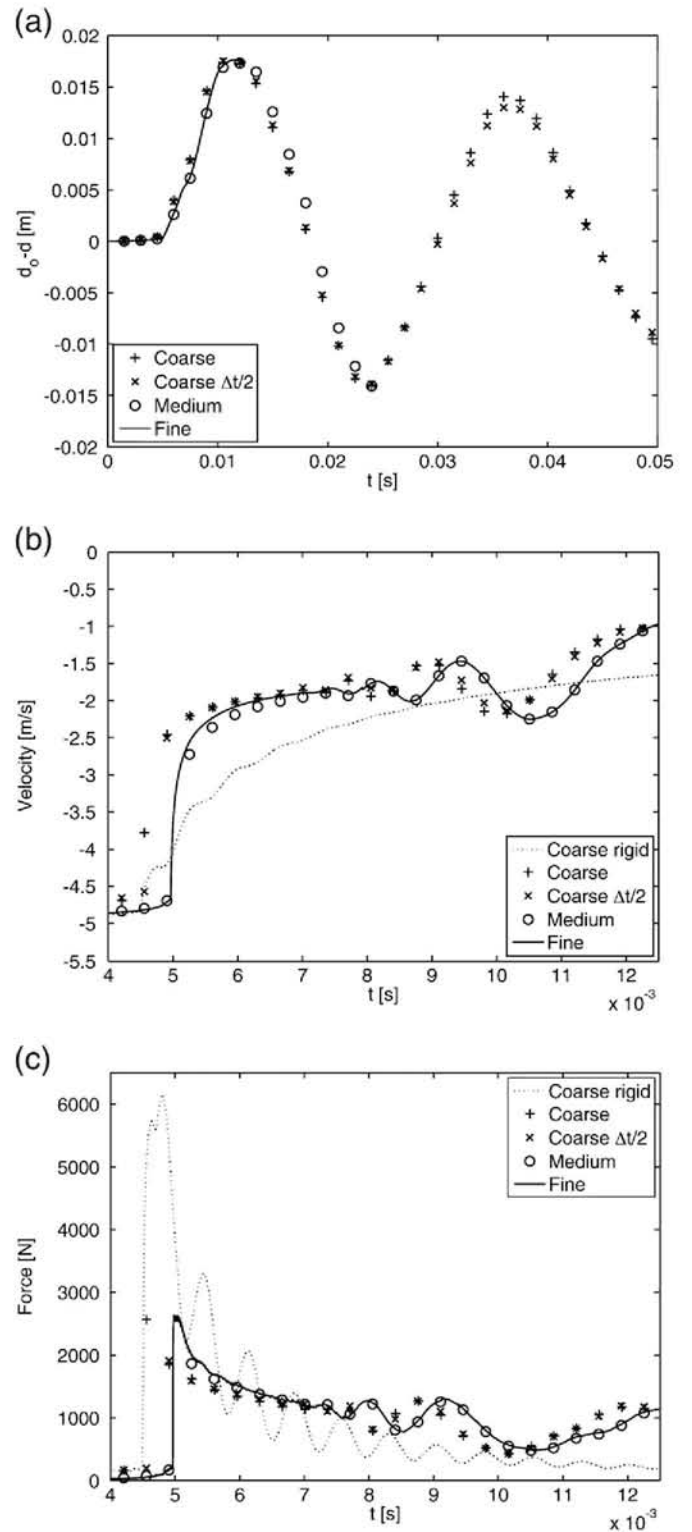 (a)
0.02
0.015
0.01
0.005
0
-0.005
-0.01
-0.015
-0.02
d₀-d [m]
Coarse
Coarse Δt/2
Medium
Fine
0 0.01 0.02 0.03 0.04 0.05
t [s]
(b)
0
-0.5
-1
-1.5
-2
-2.5
-3
-3.5
-4
-4.5
-5
-5.5
Velocity [m/s]
Coarse rigid
Coarse
Coarse Δt/2
Medium
Fine
4 5 6 7 8 9 10 11 12
t [s]
x 10⁻³
(c)
6000
5000
4000
3000
2000
1000
0
Force [N]
Coarse rigid
Coarse
Coarse Δt/2
Medium
Fine
4 5 6 7 8 9 10 11 12
t [s]
x 10⁻³